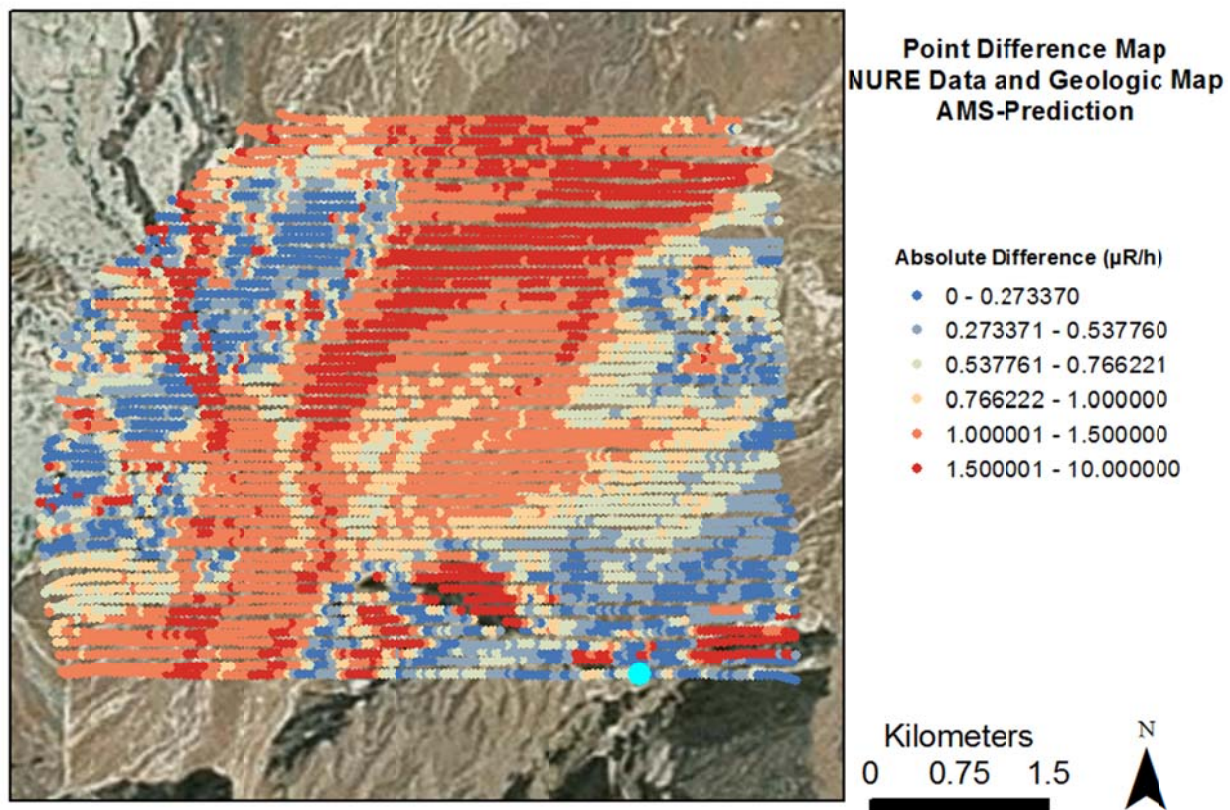 Point Difference Map
NURE Data and Geologic Map
AMS-Prediction
Absolute Difference (µR/h)
0 - 0.273370
0.273371 - 0.537760
0.537761 - 0.766221
0.766222 - 1.000000
1.000001 - 1.500000
1.500001 - 10.000000
Kilometers
N
0 0.75 1.5